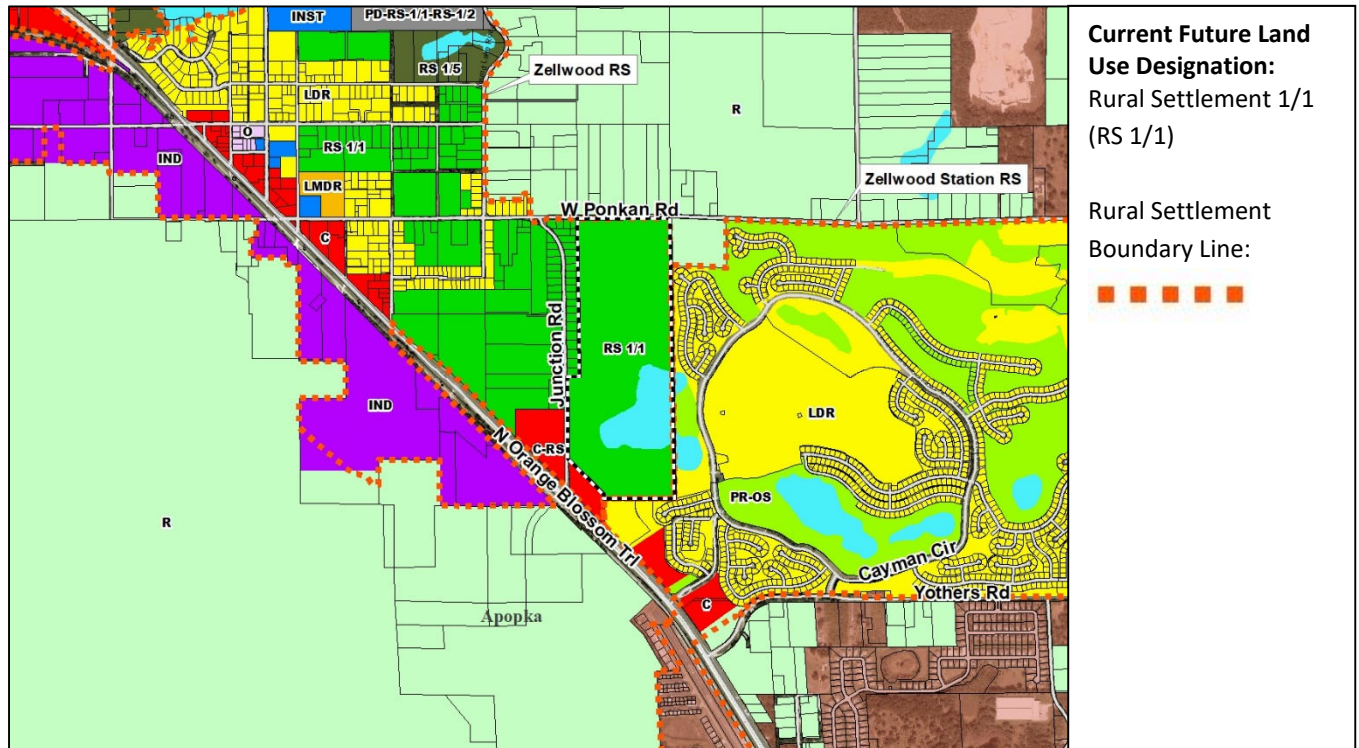 INST
PD-RS-1/1-RS-1/2
RS 1/5
Zellwood RS
LDR
R
O
IND
RS 1/1
LMDR
Zellwood Station RS
W Ponkan Rd
C
Junction Rd
RS 1/1
IND
LDR
C-RS
N Orange Blossom Trl
PR-OS
R
Cayman Cir
Yothers Rd
C
Apopka
Current Future Land
Use Designation:
Rural Settlement 1/1
(RS 1/1)
Rural Settlement
Boundary Line: